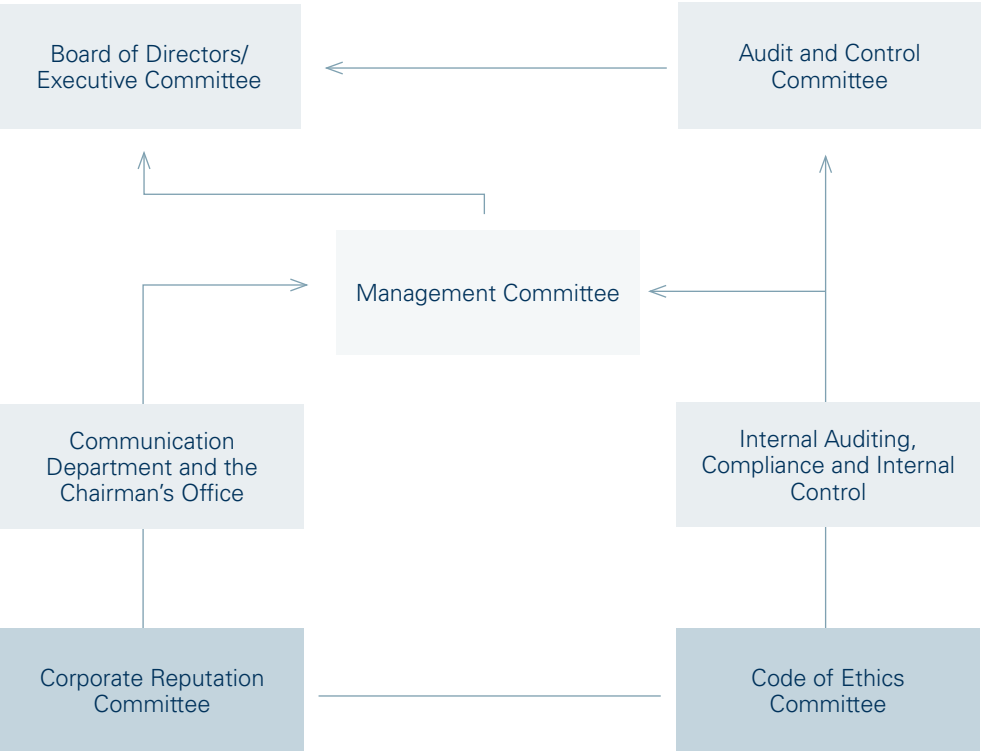 Board of Directors/
Executive Committee
Audit and Control
Committee
Management Committee
Communication
Department and the
Chairman’s Office
Internal Auditing,
Compliance and Internal
Control
Corporate Reputation
Committee
Code of Ethics
Committee